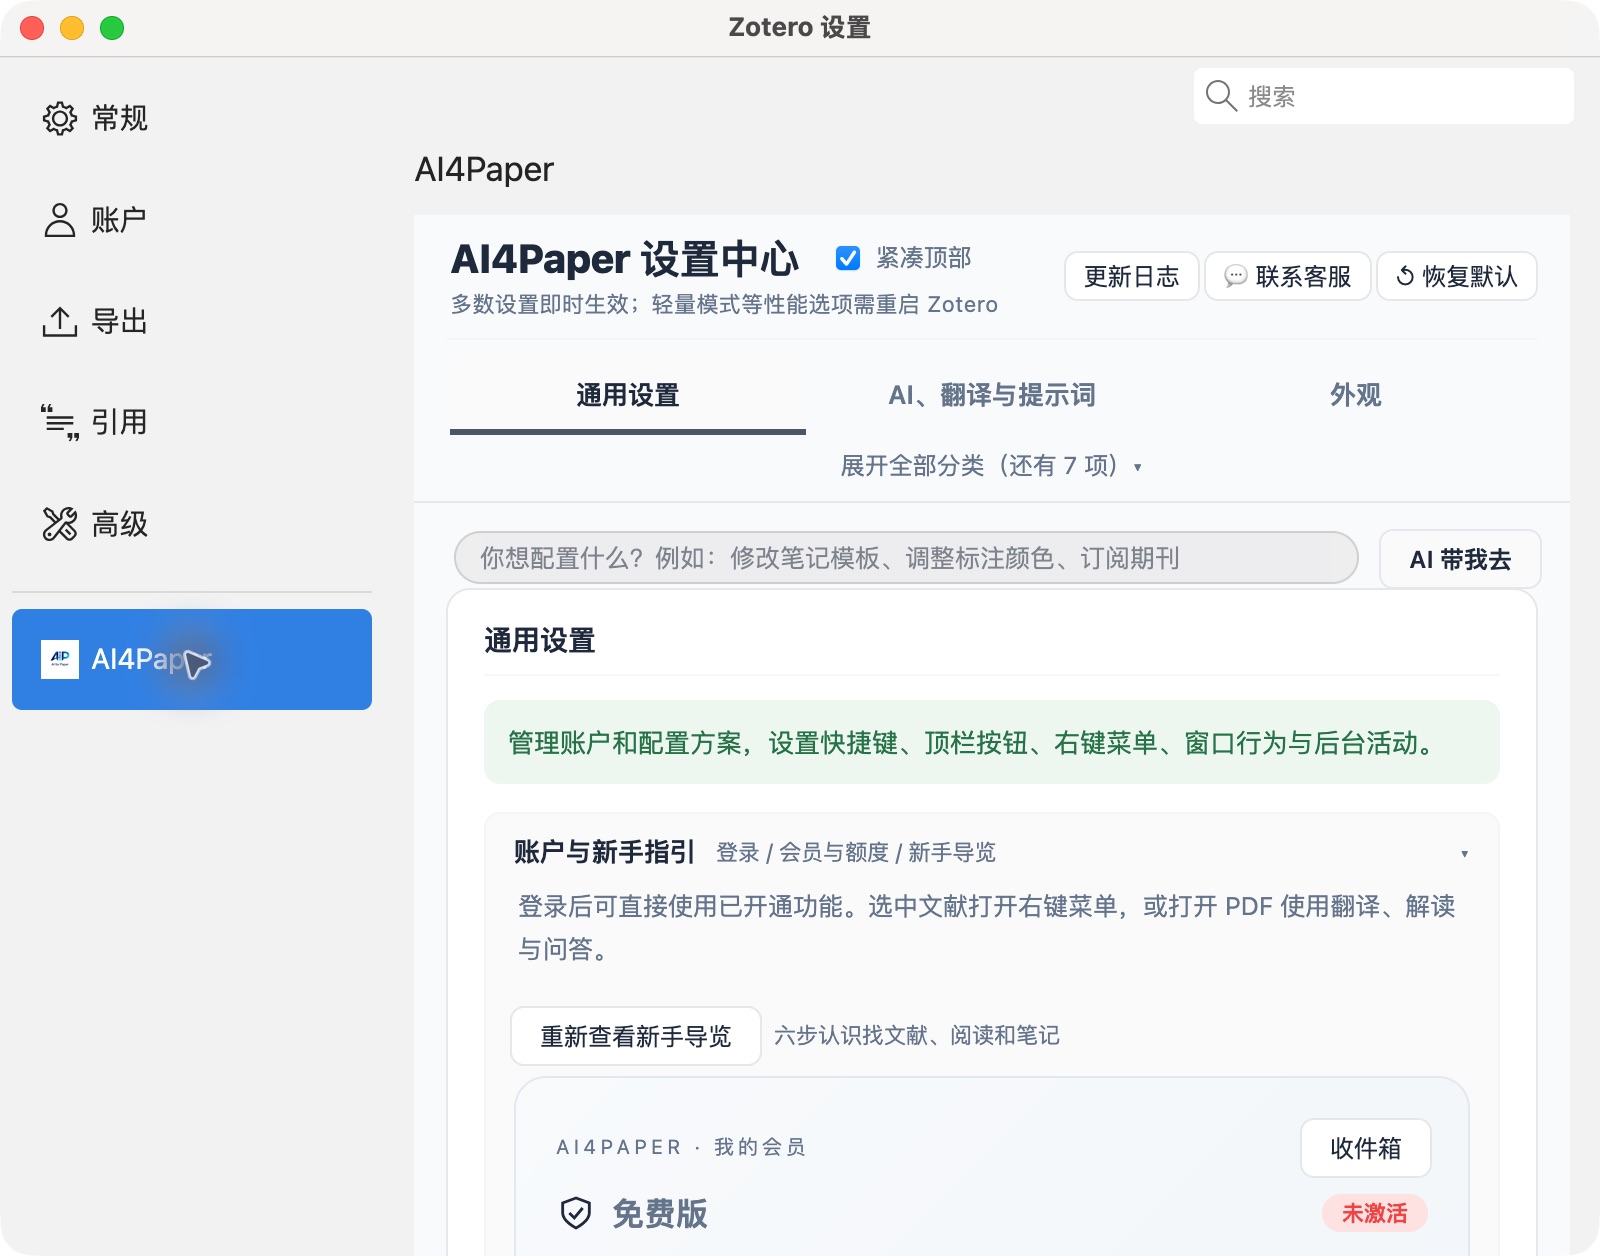 Zotero 设置
搜索
常规
账户
导出
引用
高级
AI4Paper
AI4Paper
AI4Paper 设置中心
紧凑顶部
多数设置即时生效；轻量模式等性能选项需重启 Zotero
更新日志
联系客服
恢复默认
通用设置
AI、翻译与提示词
外观
展开全部分类（还有 7 项）
你想配置什么？例如：修改笔记模板、调整标注颜色、订阅期刊
AI 带我去
通用设置
管理账户和配置方案，设置快捷键、顶栏按钮、右键菜单、窗口行为与后台活动。
账户与新手指引 登录 / 会员与额度 / 新手导览
登录后可直接使用已开通功能。选中文献打开右键菜单，或打开 PDF 使用翻译、解读
与问答。
重新查看新手导览
六步认识找文献、阅读和笔记
AI4PAPER · 我的会员
收件箱
免费版
未激活